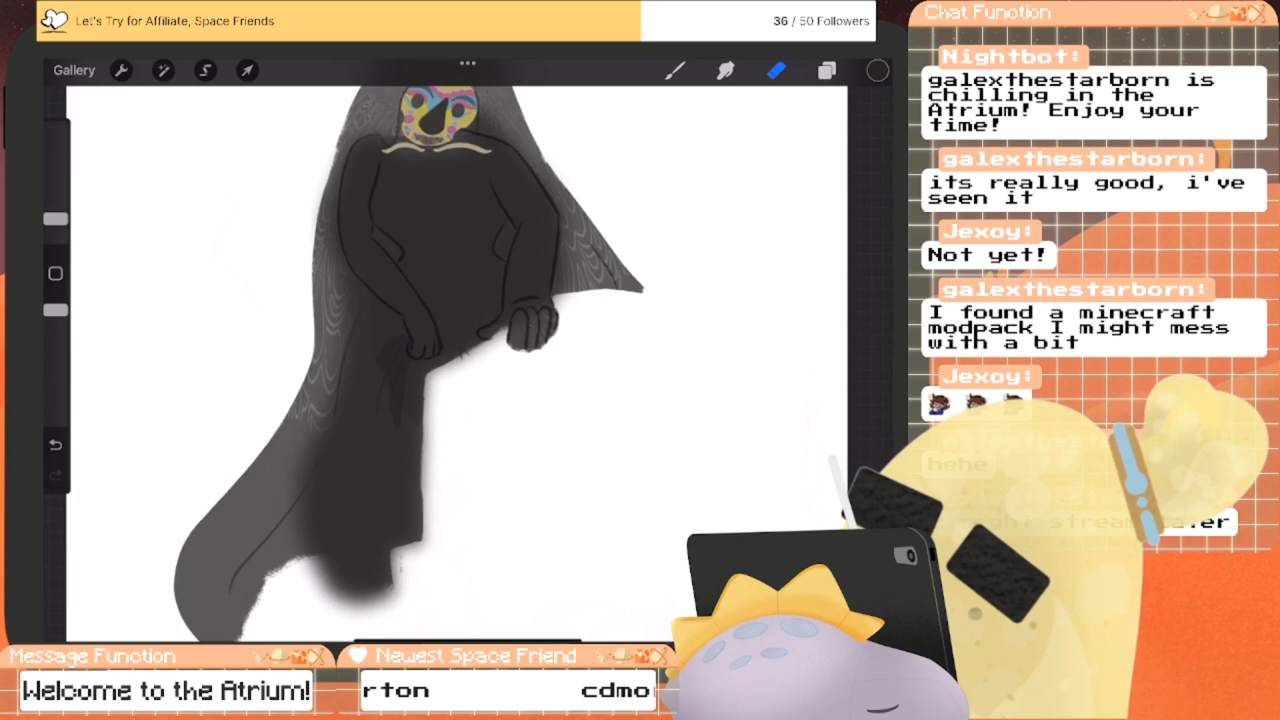 Let's Try for Affiliate, Space Friends
36 / 50 Followers
Gallery
Chat Function
Nightbot:
galexthestarborn is
chilling in the
Atrium! Enjoy your
time!
galexthestarborn:
its really good, i've
seen it
Jexoy:
Not yet!
galexthestarborn:
I found a minecraft
modpack I might mess
with a bit
Jexoy:
hehe
Message Function
Newest Space Friend
Welcome to the Atrium!
rton cdmo